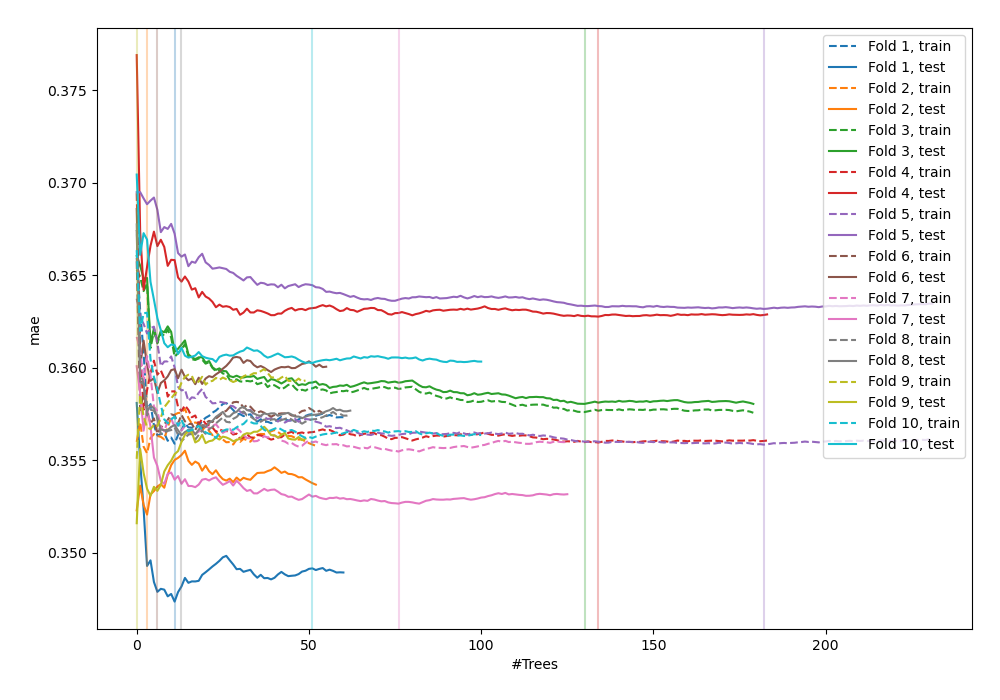 0.375
0.370
0.365
0.360
0.355
0.350
mae
0
50
100
150
200
#Trees
Fold 1, train
Fold 1, test
Fold 2, train
Fold 2, test
Fold 3, train
Fold 3, test
Fold 4, train
Fold 4, test
Fold 5, train
Fold 5, test
Fold 6, train
Fold 6, test
Fold 7, train
Fold 7, test
Fold 8, train
Fold 8, test
Fold 9, train
Fold 9, test
Fold 10, train
Fold 10, test